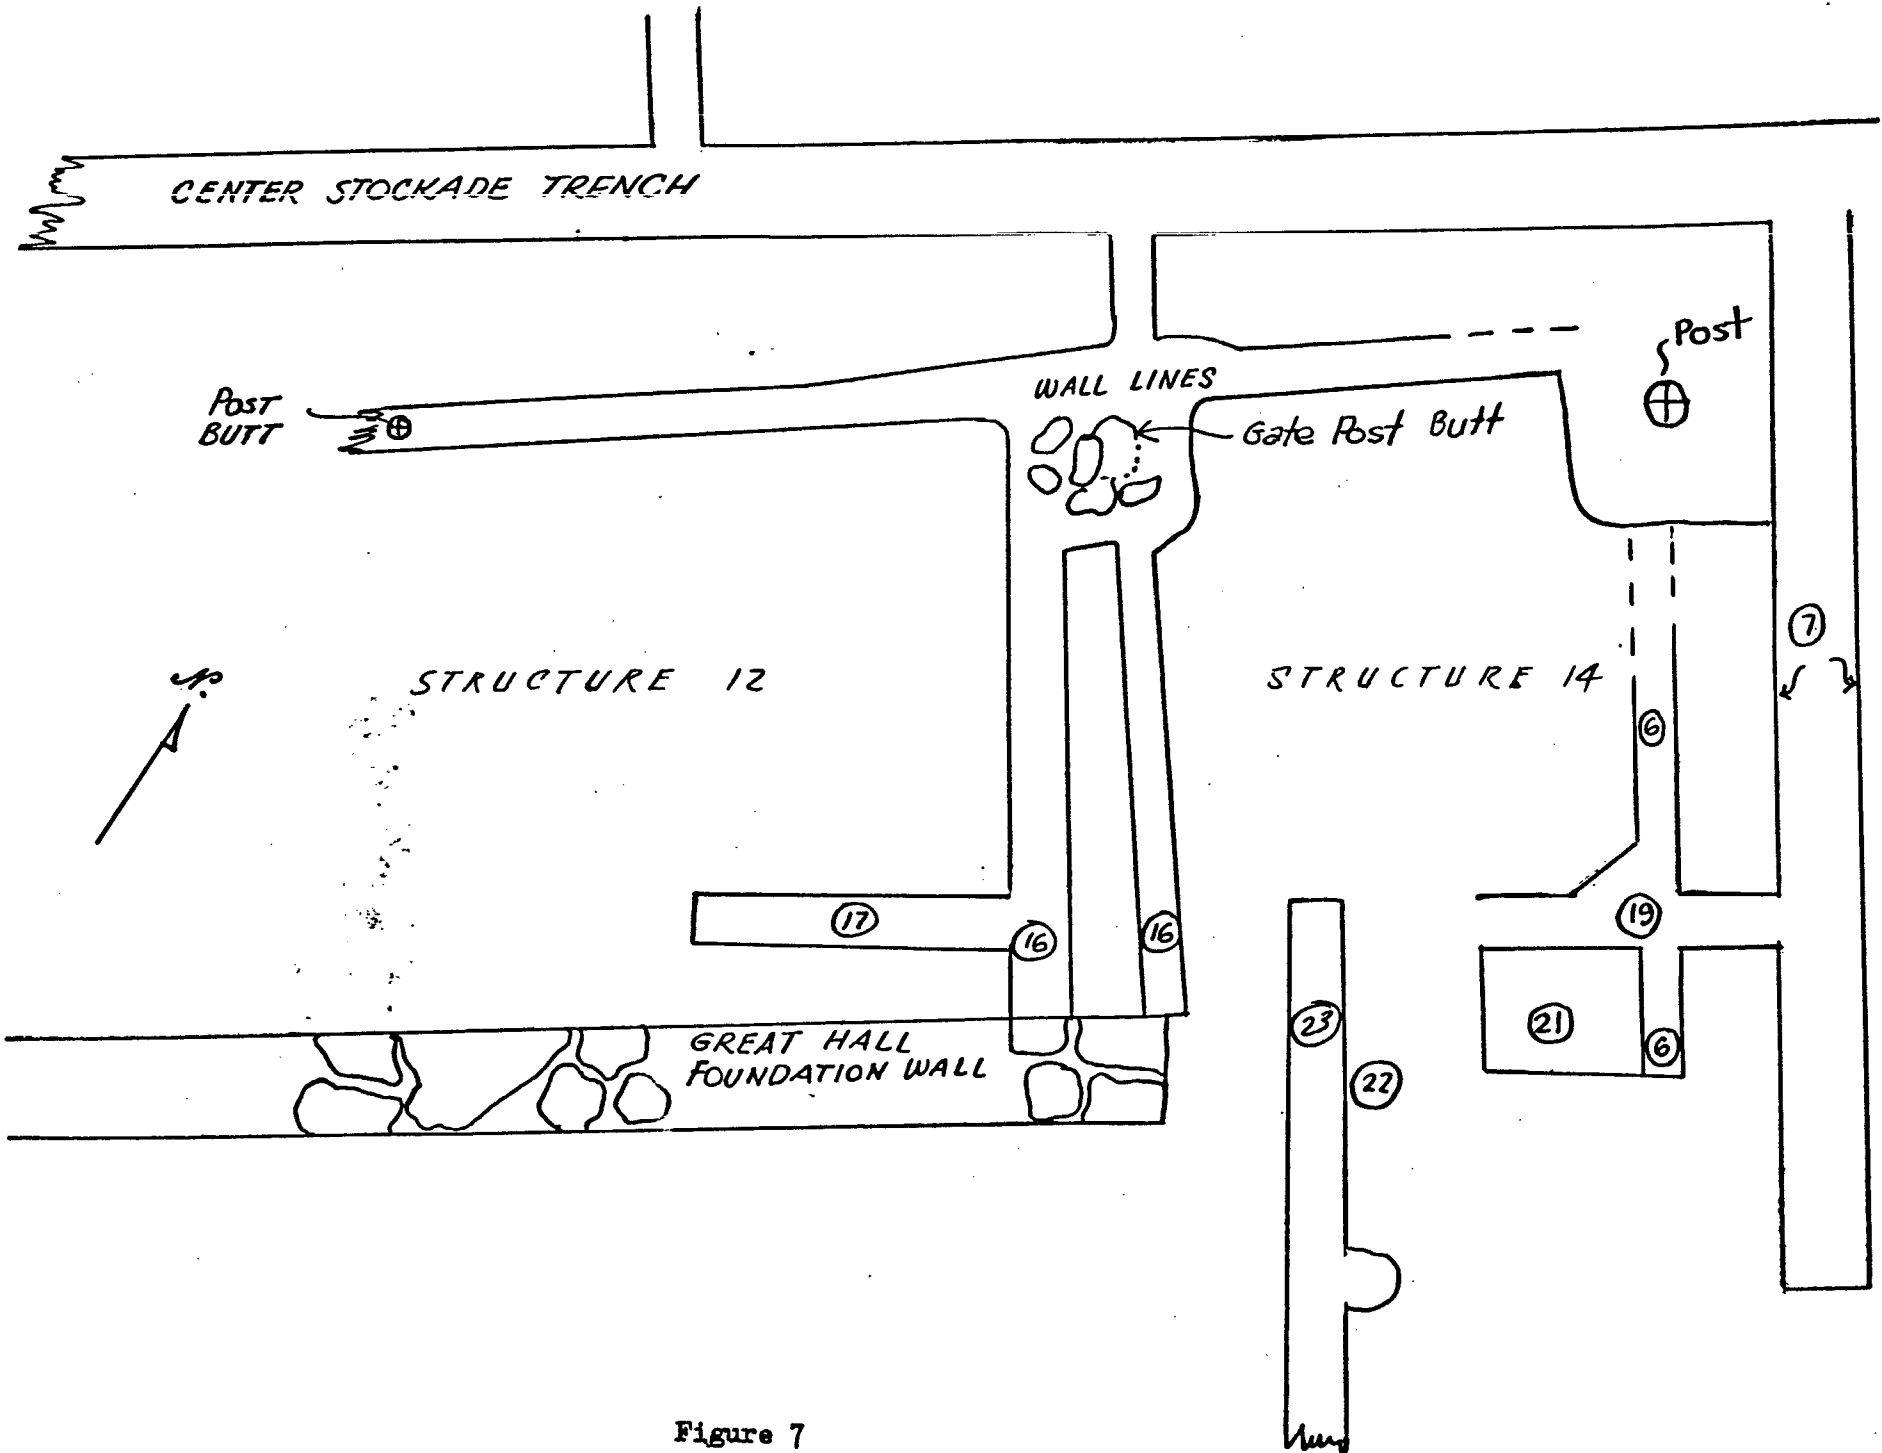 CENTER STOCKADE TRENCH
Post
WALL LINES
POST
BUTT
Gate Post Butt
7
STRUCTURE 12
STRUCTURE 14
N.
6
17
16
16
19
23
21
GREAT HALL
FOUNDATION WALL
6
22
Figure 7